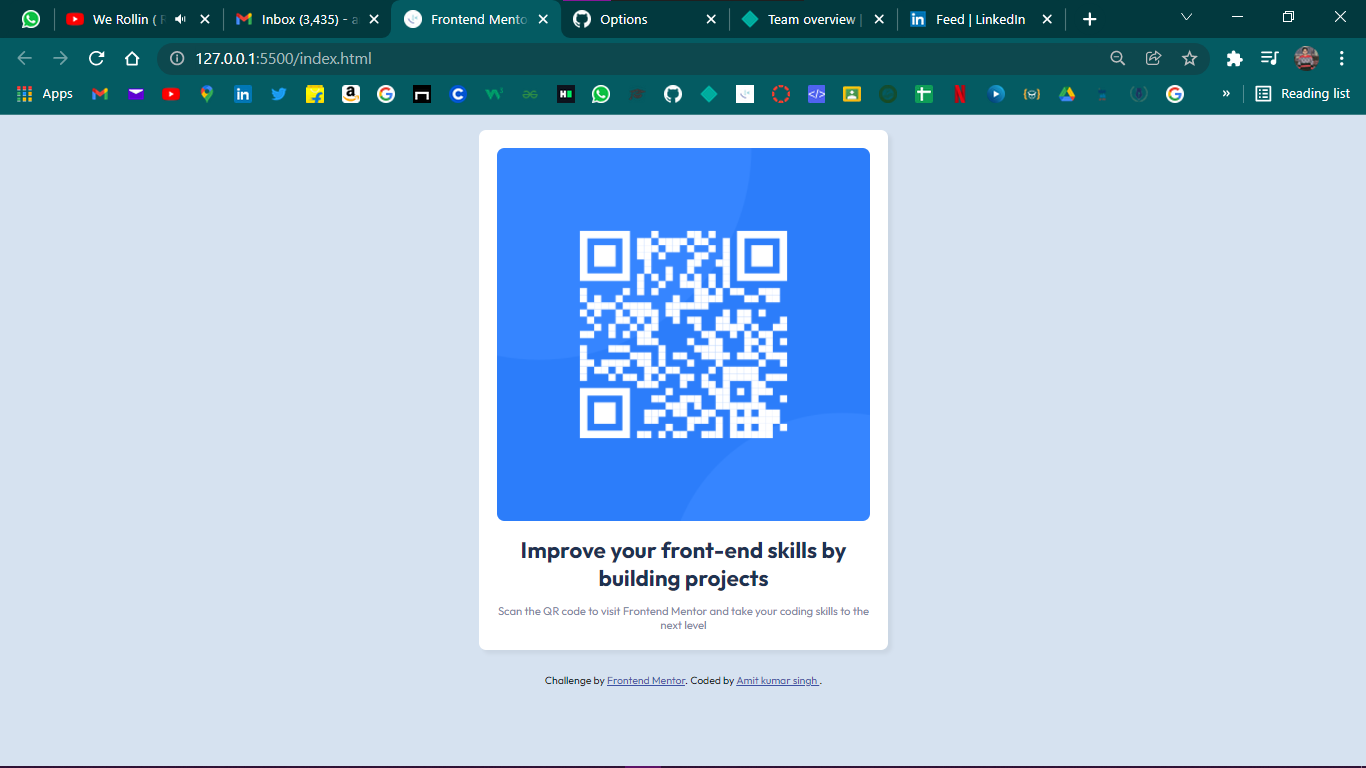 We Rollin (
Inbox (3,435) - a
Frontend Mento
Options
Team overview |
Feed | LinkedIn
127.0.0.1:5500/index.html
Apps
»
Reading list
Improve your front-end skills by
building projects
Scan the QR code to visit Frontend Mentor and take your coding skills to the
next level
Challenge by Frontend Mentor. Coded by Amit kumar singh .